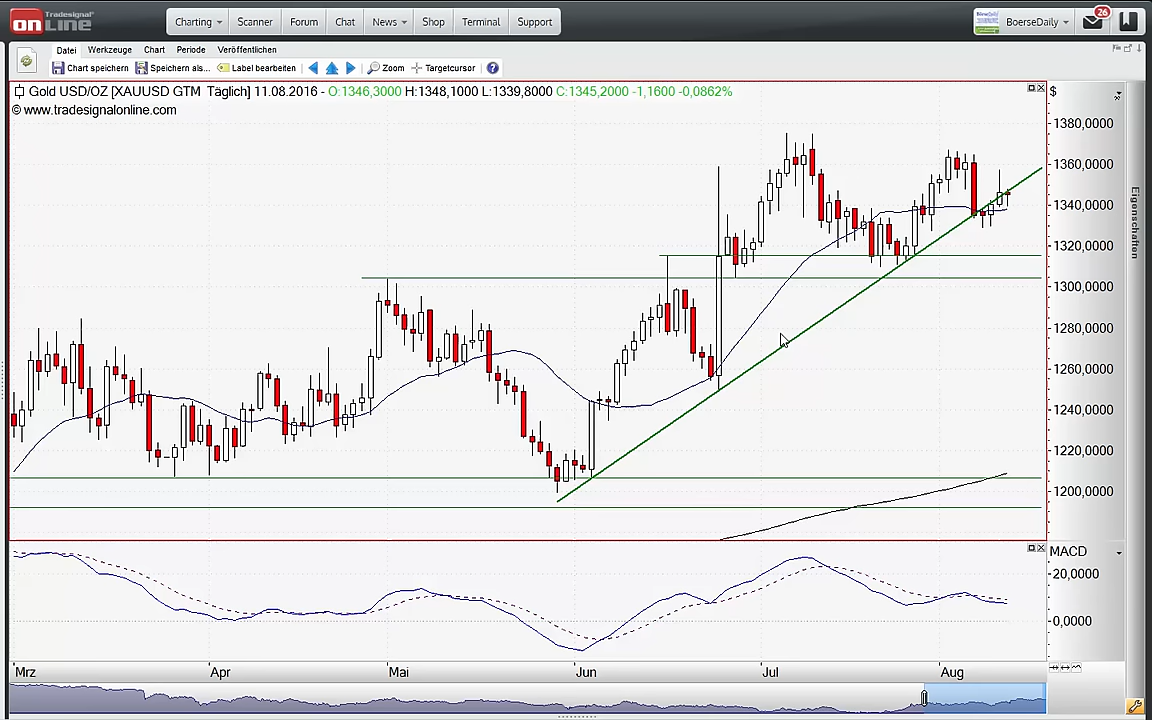 Tradesignal
onLine
Charting
Scanner
Forum
Chat
News
Shop
Terminal
Support
BoerseDaily
26
Datei Werkzeuge Chart Periode Veröffentlichen
Chart speichern Speichern als... Label bearbeiten Zoom Targetcursor
Gold USD/OZ [XAUUSD GTM Täglich] 11.08.2016 - O:1346,3000 H:1348,1000 L:1339,8000 C:1345,2000 -1,1600 -0,0862%
© www.tradesignalonline.com
$
1380,0000
1360,0000
1340,0000
1320,0000
1300,0000
1280,0000
1260,0000
1240,0000
1220,0000
1200,0000
Eigenschaften
MACD
20,0000
0,0000
Mrz Apr Mai Jun Jul Aug